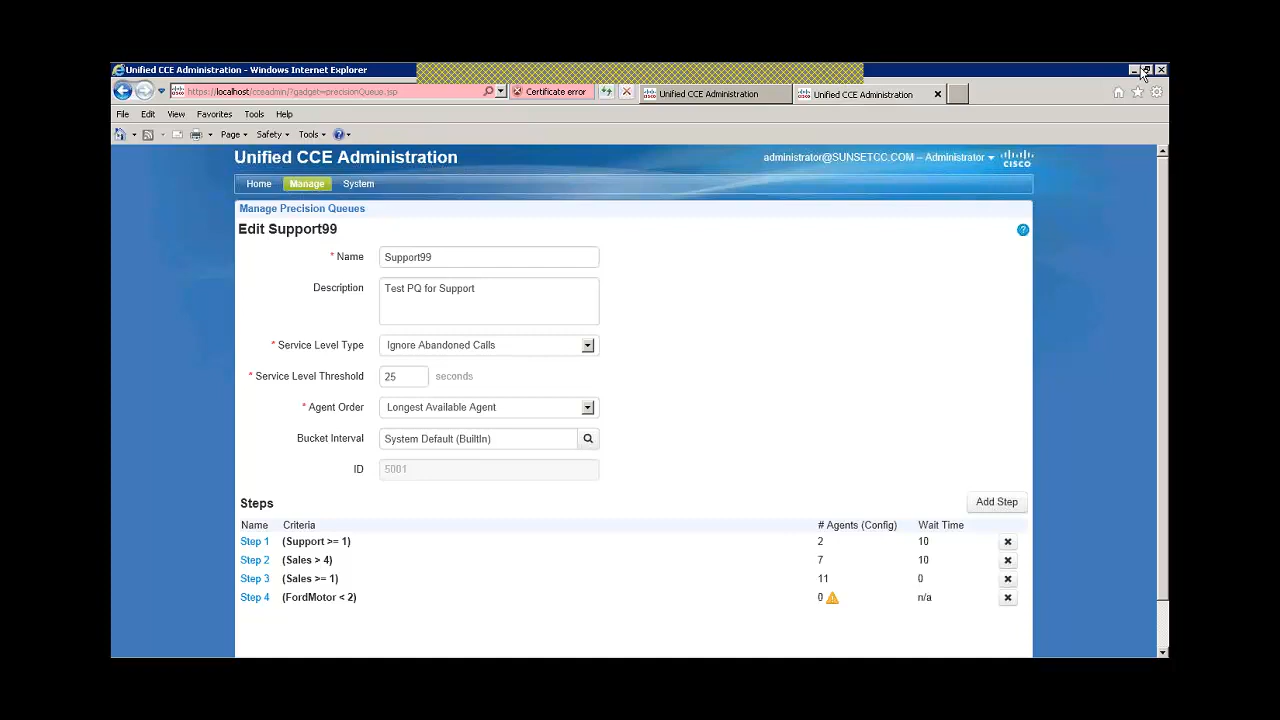 Unified CCE Administration - Windows Internet Explorer
https://localhost/cceadmin/?gadget=precisionQueue.jsp
Certificate error
Unified CCE Administration
Unified CCE Administration
File Edit View Favorites Tools Help
Page Safety Tools
Unified CCE Administration
administrator@SUNSETCC.COM – Administrator
CISCO
Home Manage System
Manage Precision Queues
Edit Support99
* Name Support99
Description Test PQ for Support
* Service Level Type Ignore Abandoned Calls
* Service Level Threshold 25 seconds
* Agent Order Longest Available Agent
Bucket Interval System Default (BuiltIn)
ID 5001
Steps Add Step
Name Criteria # Agents (Config) Wait Time
Step 1 (Support >= 1) 2 10
Step 2 (Sales > 4) 7 10
Step 3 (Sales >= 1) 11 0
Step 4 (FordMotor < 2) 0 n/a